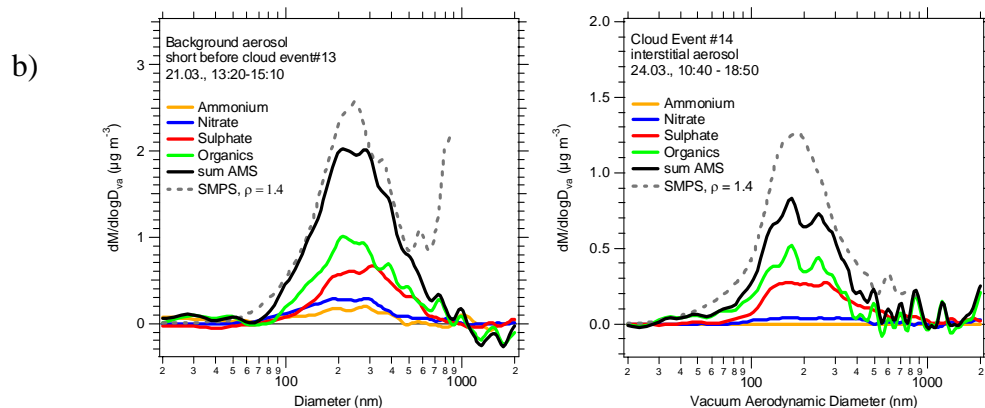 b)
Background aerosol
short before cloud event#13
21.03., 13:20-15:10
Ammonium
Nitrate
Sulphate
Organics
sum AMS
SMPS, ρ = 1.4
dM/dlogDva (µg m-3)
3
2
1
0
2 3 4 5 6 7 8 9 100 2 3 4 5 6 7 8 9 1000 2
Diameter (nm)
Cloud Event #14
interstitial aerosol
24.03., 10:40 - 18:50
Ammonium
Nitrate
Sulphate
Organics
sum AMS
SMPS, ρ = 1.4
dM/dlogDva (µg m-3)
2.0
1.5
1.0
0.5
0.0
2 3 4 5 6 7 8 9 100 2 3 4 5 6 7 8 9 1000 2
Vacuum Aerodynamic Diameter (nm)